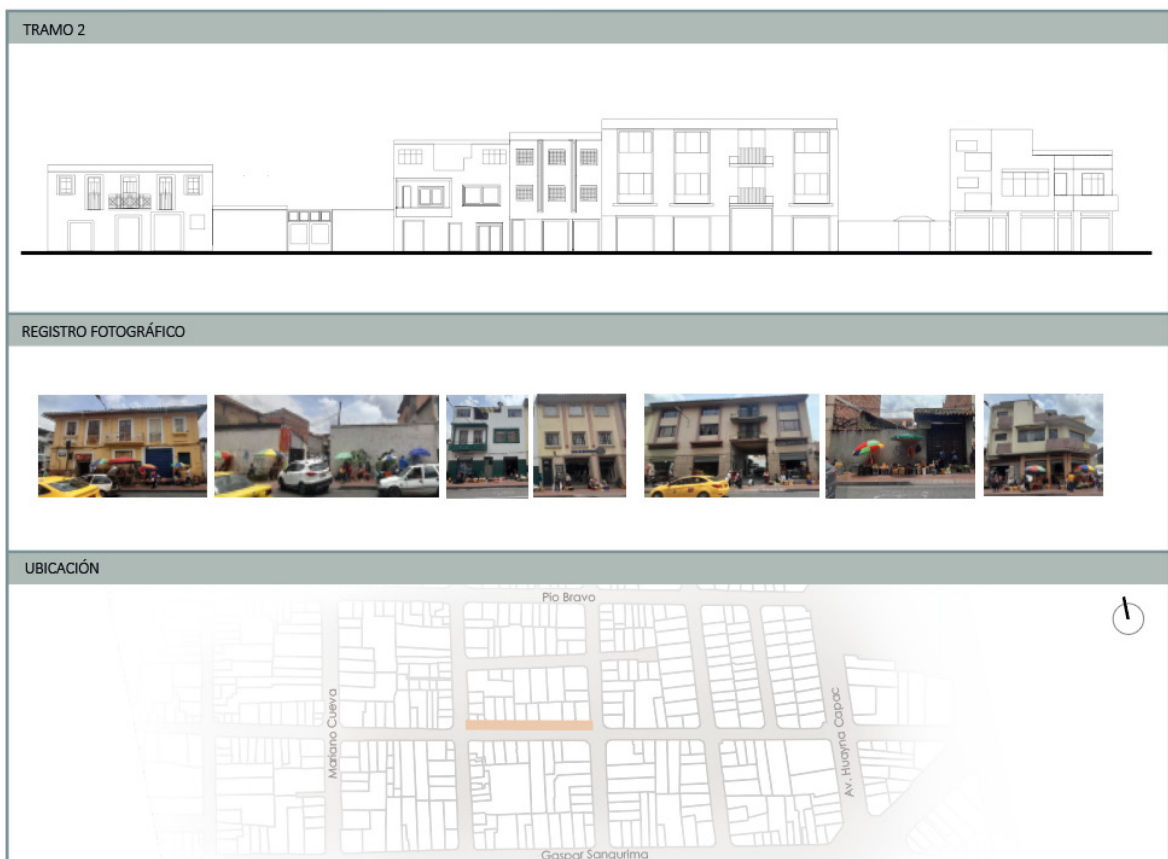 TRAMO 2
REGISTRO FOTOGRÁFICO
UBICACIÓN
Pio Bravo
Mariano Cueva
Av. Huayna Capac
Gaspar Sangurima